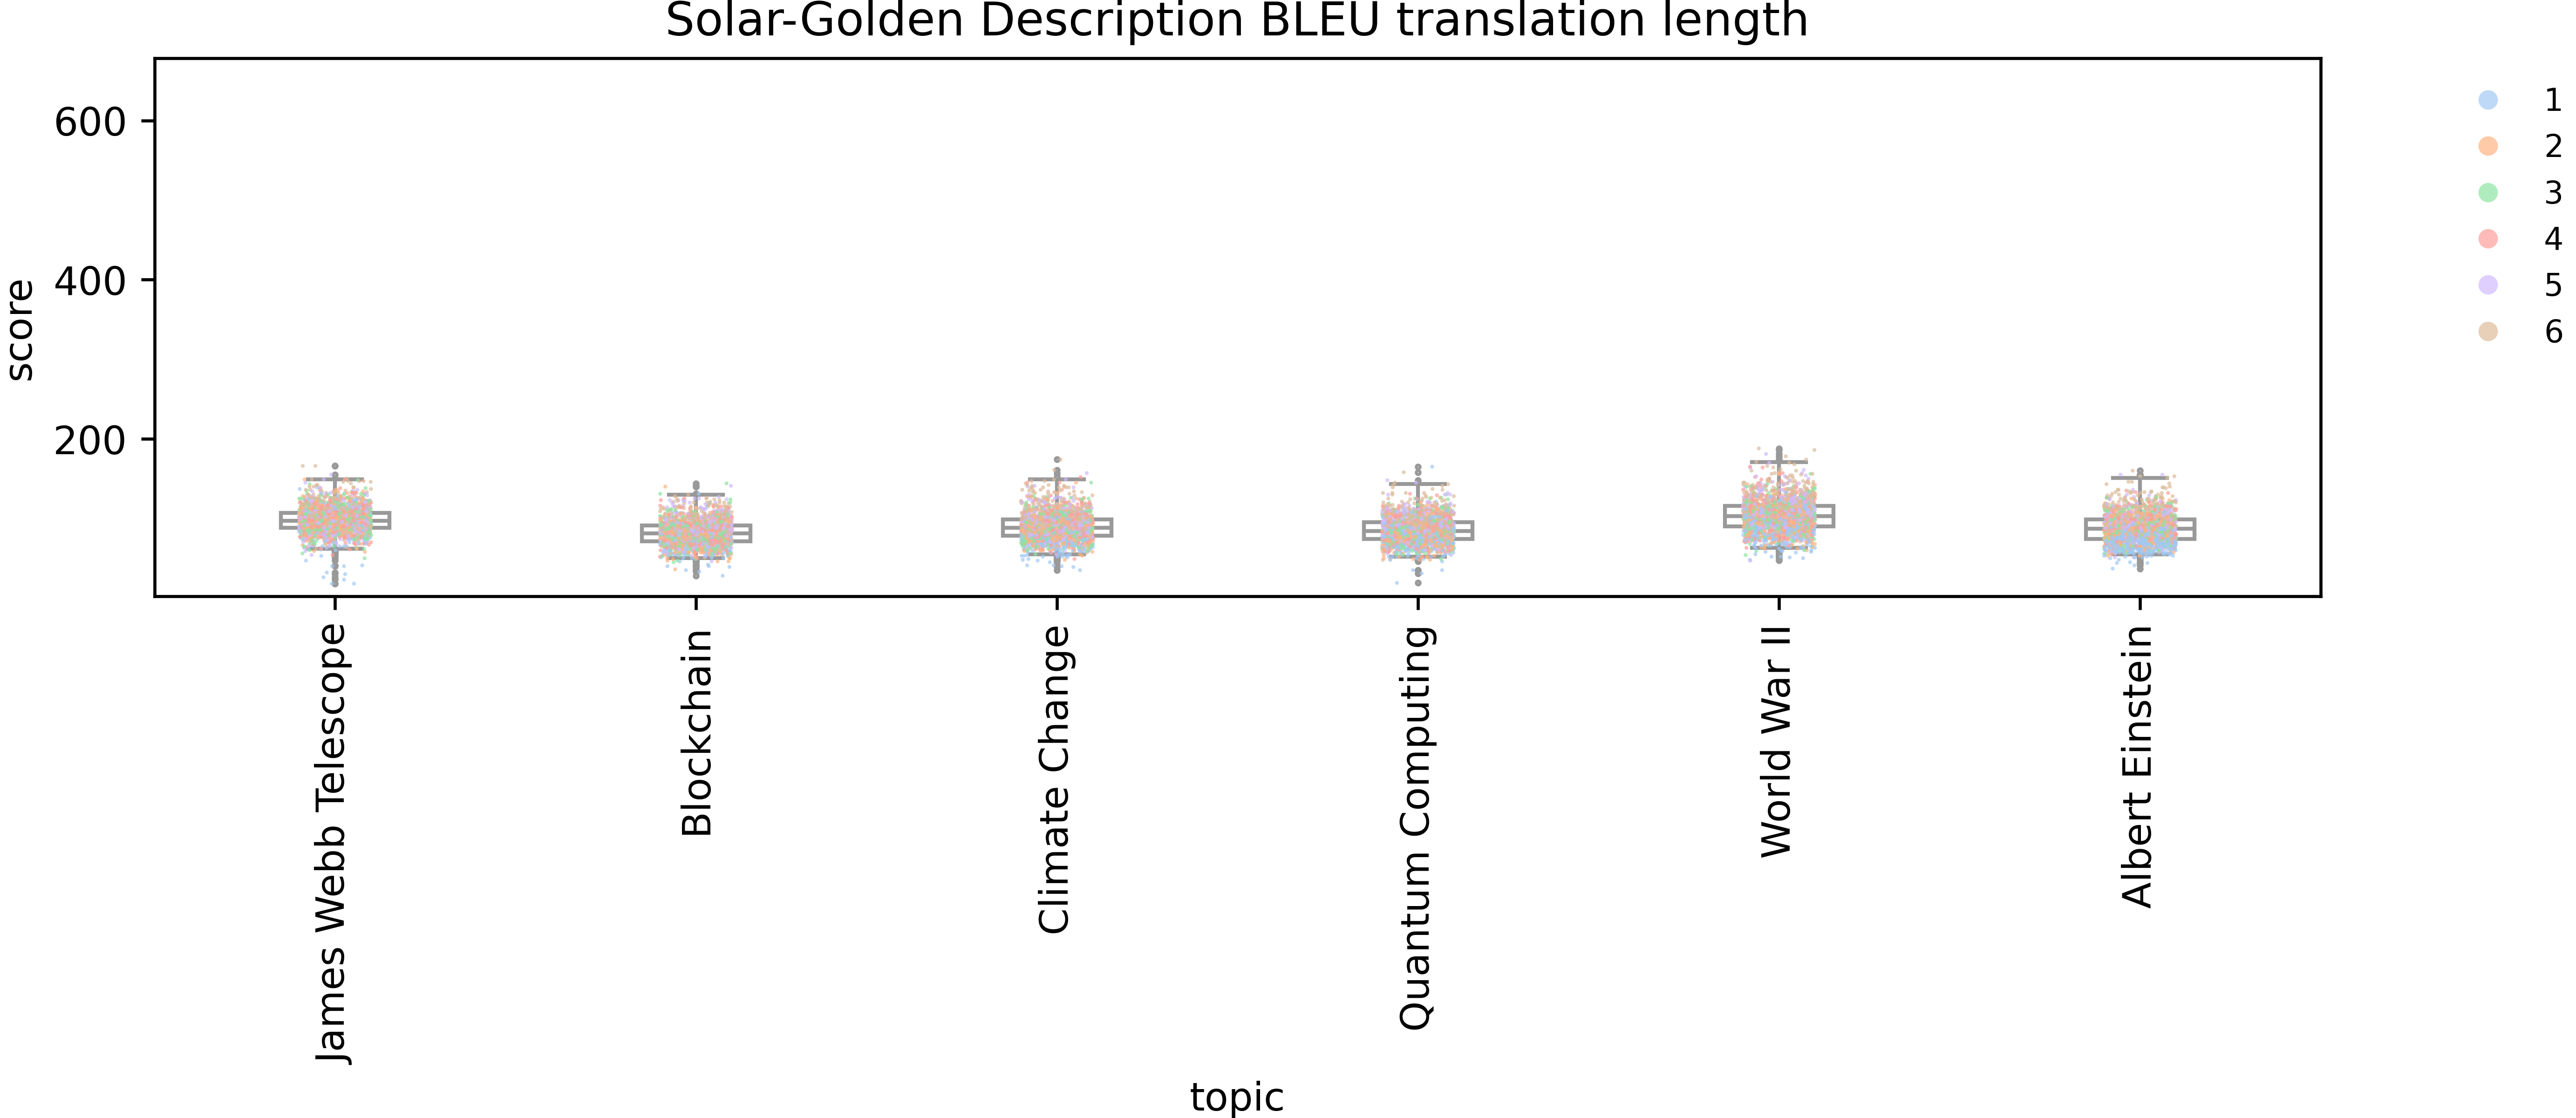 Solar-Golden Description BLEU translation length
score
600
400
200
1
2
3
4
5
6
James Webb Telescope
Blockchain
Climate Change
Quantum Computing
World War II
Albert Einstein
topic